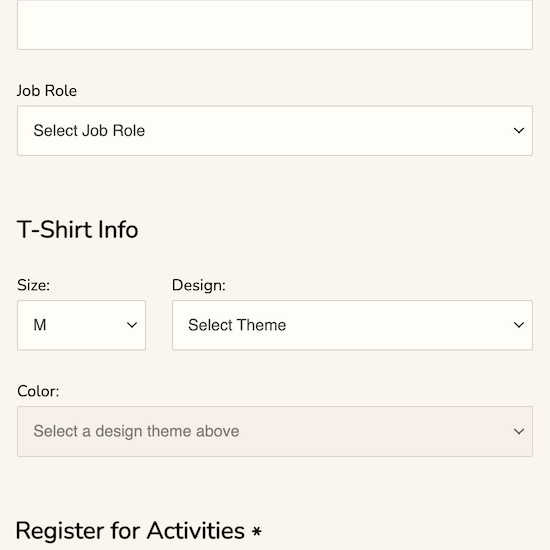 Job Role
Select Job Role
T-Shirt Info
Size: Design:
M Select Theme
Color:
Select a design theme above
Register for Activities *